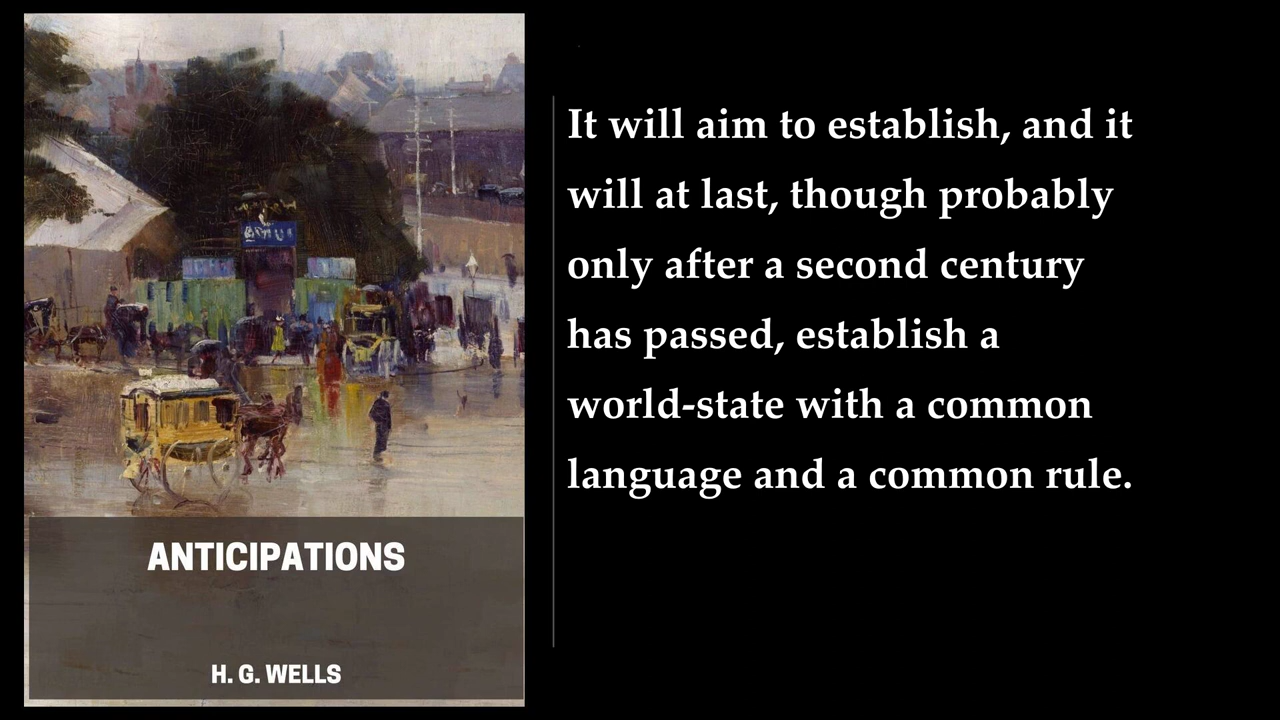 It will aim to establish, and it
will at last, though probably
only after a second century
has passed, establish a
world-state with a common
language and a common rule.
ANTICIPATIONS
H. G. WELLS